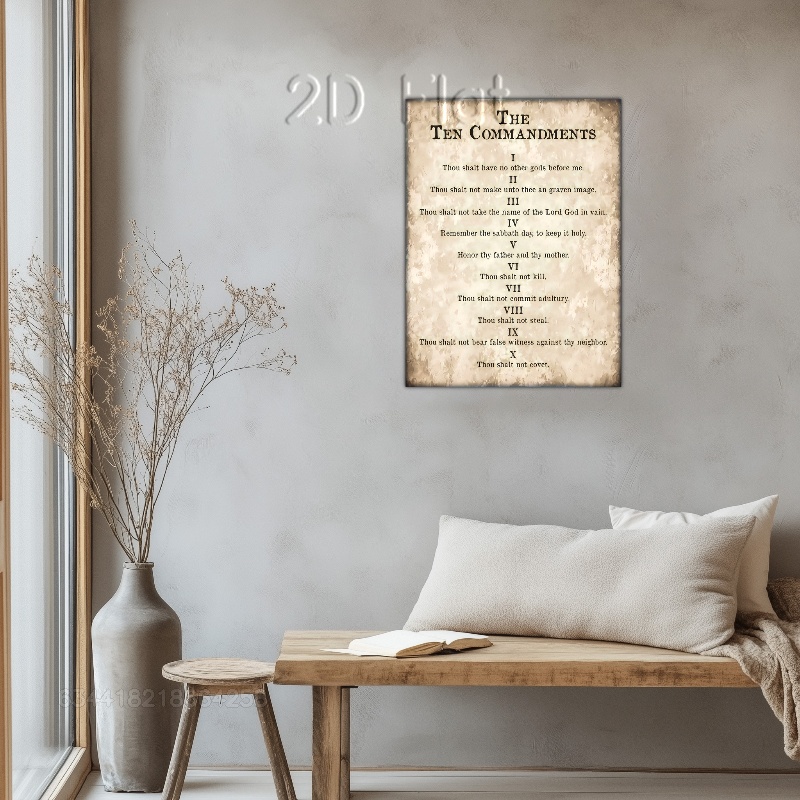 2D Flat
The
Ten Commandments
I
Thou shalt have no other gods before me.
II
Thou shalt not make unto thee an graven image.
III
Thou shalt not take the name of the Lord God in vain.
IV
Remember the sabbath day, to keep it holy.
V
Honor thy father and thy mother.
VI
Thou shalt not kill.
VII
Thou shalt not commit adultury.
VIII
Thou shalt not steal.
IX
Thou shalt not bear false witness against thy neighbor.
X
Thou shalt not covet.